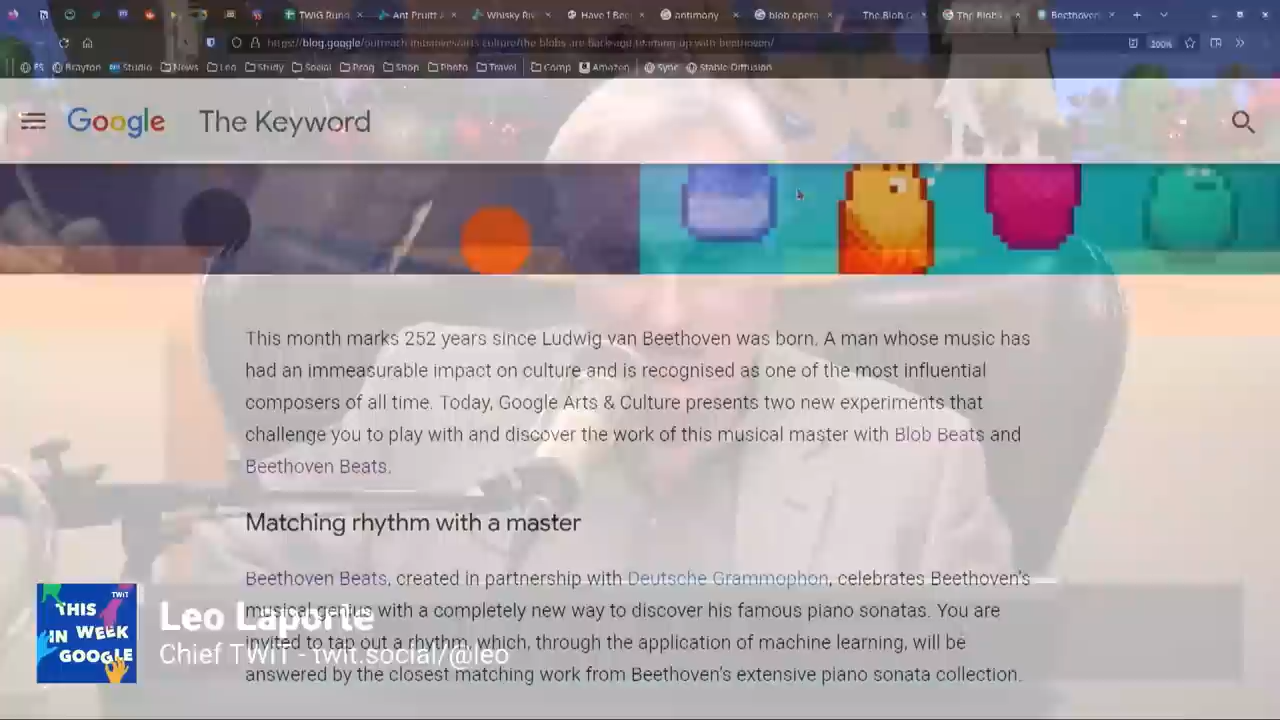 TWiG Run
Ant Pruitt
Whisky Ri
Have I Bee
antimony
blob opera
The Blob
The Blobs
Beethoven
https://blog.google/outreach-initiatives/arts-culture/the-blobs-are-back-and-teaming-up-with-beethoven/
200%
FS Brayton Studio News Leo Study Social Prog Shop Photo Travel Comp Amazon Sync Stable Diffusion
Google The Keyword
This month marks 252 years since Ludwig van Beethoven was born. A man whose music has
had an immeasurable impact on culture and is recognised as one of the most influential
composers of all time. Today, Google Arts & Culture presents two new experiments that
challenge you to play with and discover the work of this musical master with Blob Beats and
Beethoven Beats.
Matching rhythm with a master
Beethoven Beats, created in partnership with Deutsche Grammophon, celebrates Beethoven's
musical genius with a completely new way to discover his famous piano sonatas. You are
invited to tap out a rhythm, which, through the application of machine learning, will be
answered by the closest matching work from Beethoven's extensive piano sonata collection.
TWiT
THIS
IN WEEK
GOOGLE
Leo Laporte
Chief TWiT - twit.social/@leo